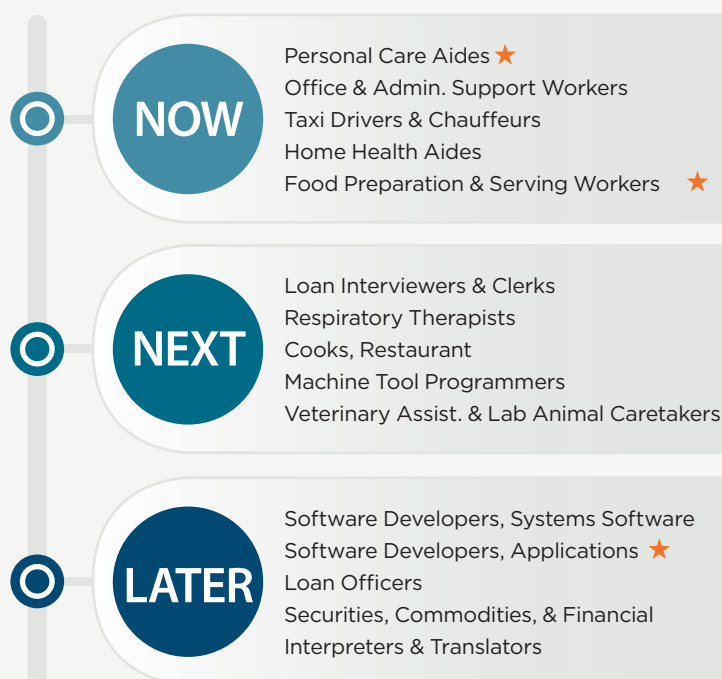 NOW
Personal Care Aides
Office & Admin. Support Workers
Taxi Drivers & Chauffeurs
Home Health Aides
Food Preparation & Serving Workers
NEXT
Loan Interviewers & Clerks
Respiratory Therapists
Cooks, Restaurant
Machine Tool Programmers
Veterinary Assist. & Lab Animal Caretakers
LATER
Software Developers, Systems Software
Software Developers, Applications
Loan Officers
Securities, Commodities, & Financial
Interpreters & Translators